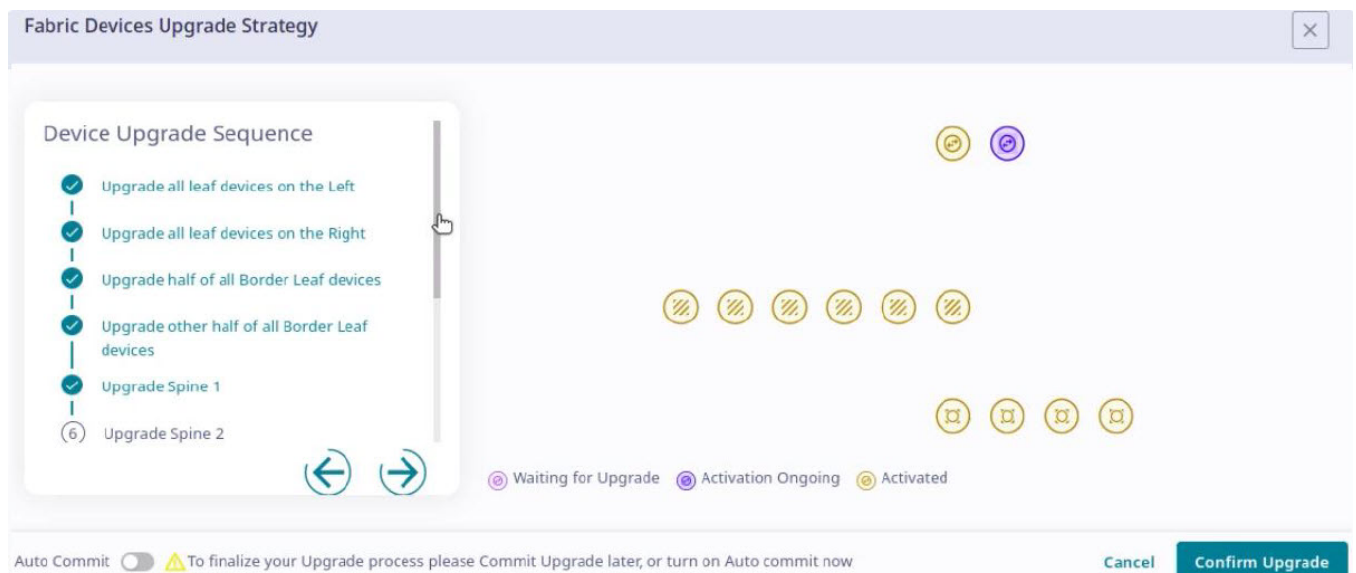 Fabric Devices Upgrade Strategy
Device Upgrade Sequence
Upgrade all leaf devices on the Left
Upgrade all leaf devices on the Right
Upgrade half of all Border Leaf devices
Upgrade other half of all Border Leaf
devices
Upgrade Spine 1
6 Upgrade Spine 2
Waiting for Upgrade Activation Ongoing Activated
Auto Commit To finalize your Upgrade process please Commit Upgrade later, or turn on Auto commit now
Cancel Confirm Upgrade